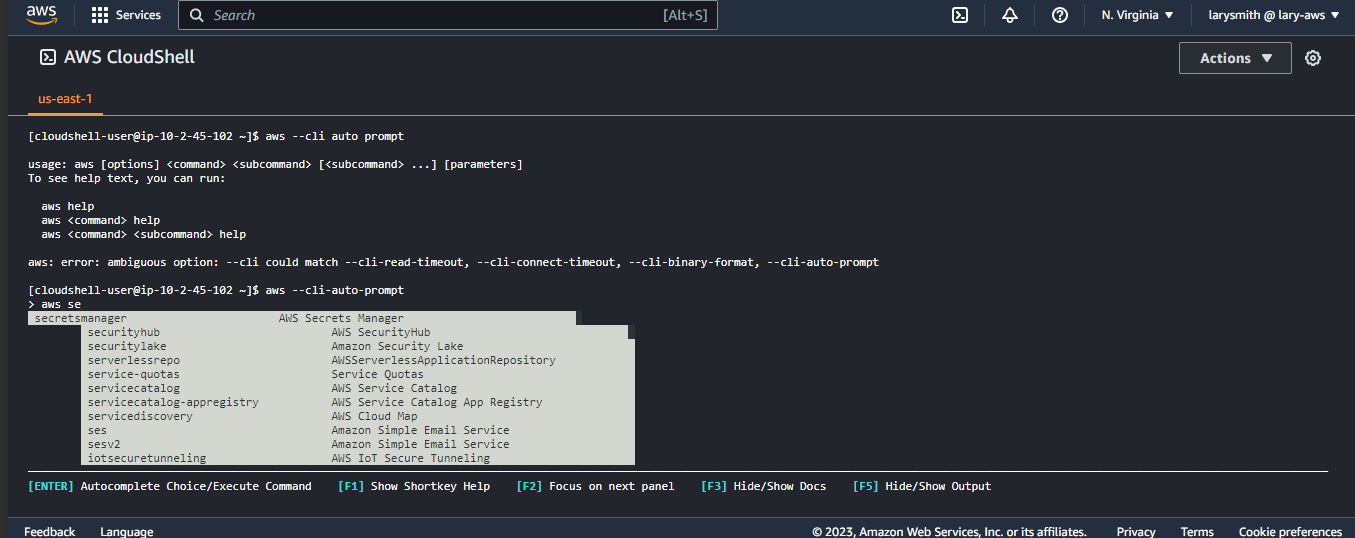 aws Services Search [Alt+S] N. Virginia larysmith @ lary-aws
AWS CloudShell Actions
us-east-1
[cloudshell-user@ip-10-2-45-102 ~]$ aws --cli auto prompt
usage: aws [options] <command> <subcommand> [<subcommand> ...] [parameters]
To see help text, you can run:
aws help
aws <command> help
aws <command> <subcommand> help
aws: error: ambiguous option: --cli could match --cli-read-timeout, --cli-connect-timeout, --cli-binary-format, --cli-auto-prompt
[cloudshell-user@ip-10-2-45-102 ~]$ aws --cli-auto-prompt
> aws se
secretsmanager AWS Secrets Manager
securityhub AWS SecurityHub
securitylake Amazon Security Lake
serverlessrepo AWSServerlessApplicationRepository
service-quotas Service Quotas
servicecatalog AWS Service Catalog
servicecatalog-appregistry AWS Service Catalog App Registry
servicediscovery AWS Cloud Map
ses Amazon Simple Email Service
sesv2 Amazon Simple Email Service
iotsecuretunneling AWS IoT Secure Tunneling
[ENTER] Autocomplete Choice/Execute Command [F1] Show Shortkey Help [F2] Focus on next panel [F3] Hide/Show Docs [F5] Hide/Show Output
Feedback Language © 2023, Amazon Web Services, Inc. or its affiliates. Privacy Terms Cookie preferences